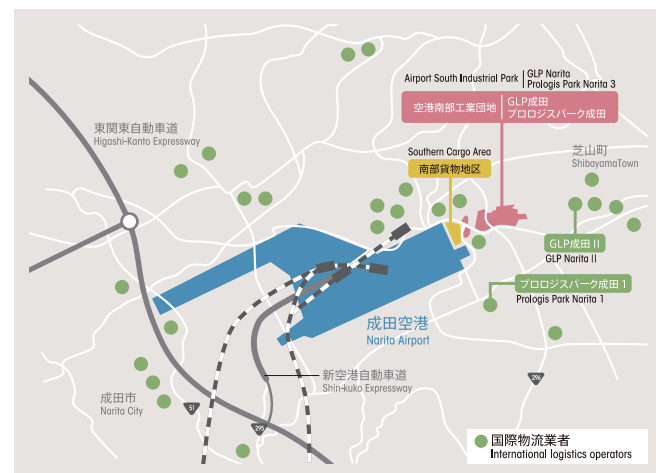 Airport South Industrial Park
GLP Narita
Prologis Park Narita 3
空港南部工業団地
GLP成田
プロロジスパーク成田
東関東自動車道
Higashi-Kanto Expressway
Southern Cargo Area
南部貨物地区
芝山町
ShibayamaTown
GLP成田 II
GLP Narita II
プロロジスパーク成田 1
Prologis Park Narita 1
成田空港
Narita Airport
新空港自動車道
Shin-kuko Expressway
成田市
Narita City
51
295
296
国際物流業者
International logistics operators